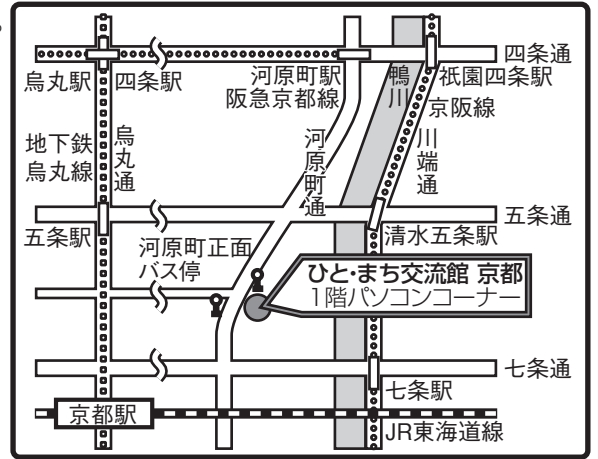 四条通
烏丸駅
四条駅
河原町駅
阪急京都線
鴨川
祇園四条駅
京阪線
地下鉄
烏丸線
烏丸通
河原町通
川端通
五条通
五条駅
清水五条駅
河原町正面
バス停
ひと・まち交流館 京都
1階パソコンコーナー
七条通
七条駅
京都駅
JR東海道線